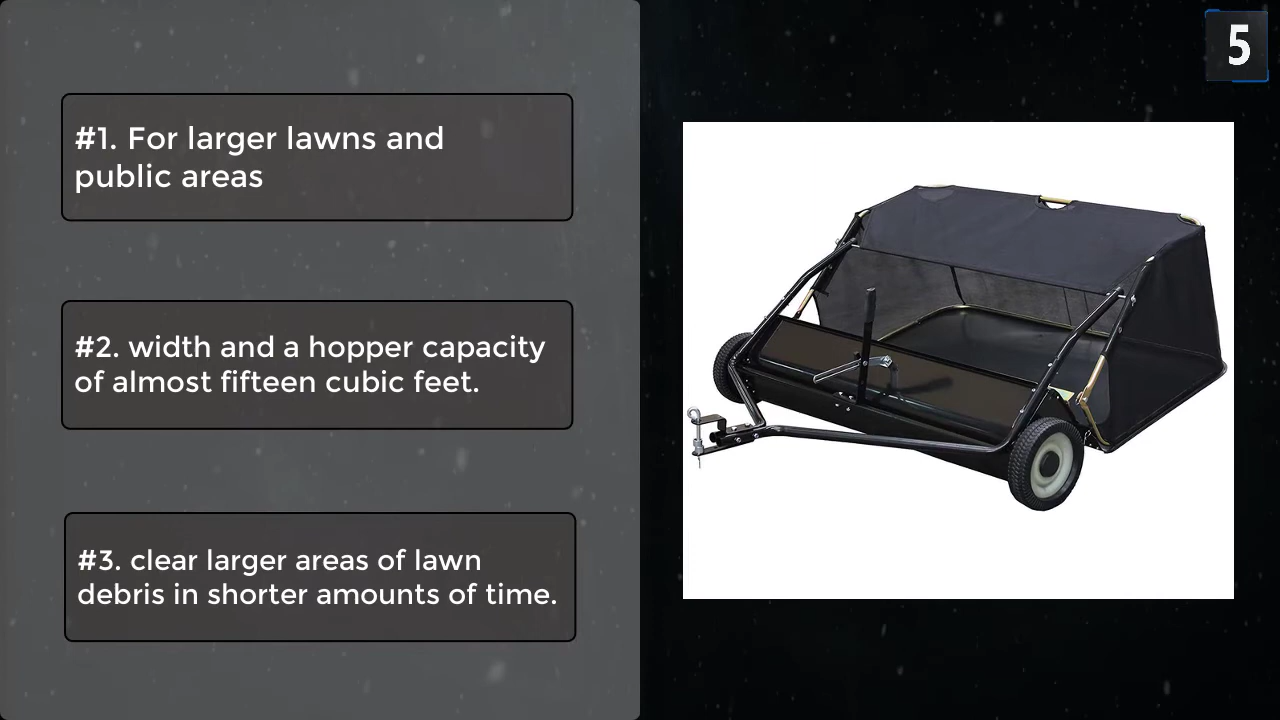 5
#1. For larger lawns and
public areas
#2. width and a hopper capacity
of almost fifteen cubic feet.
#3. clear larger areas of lawn
debris in shorter amounts of time.